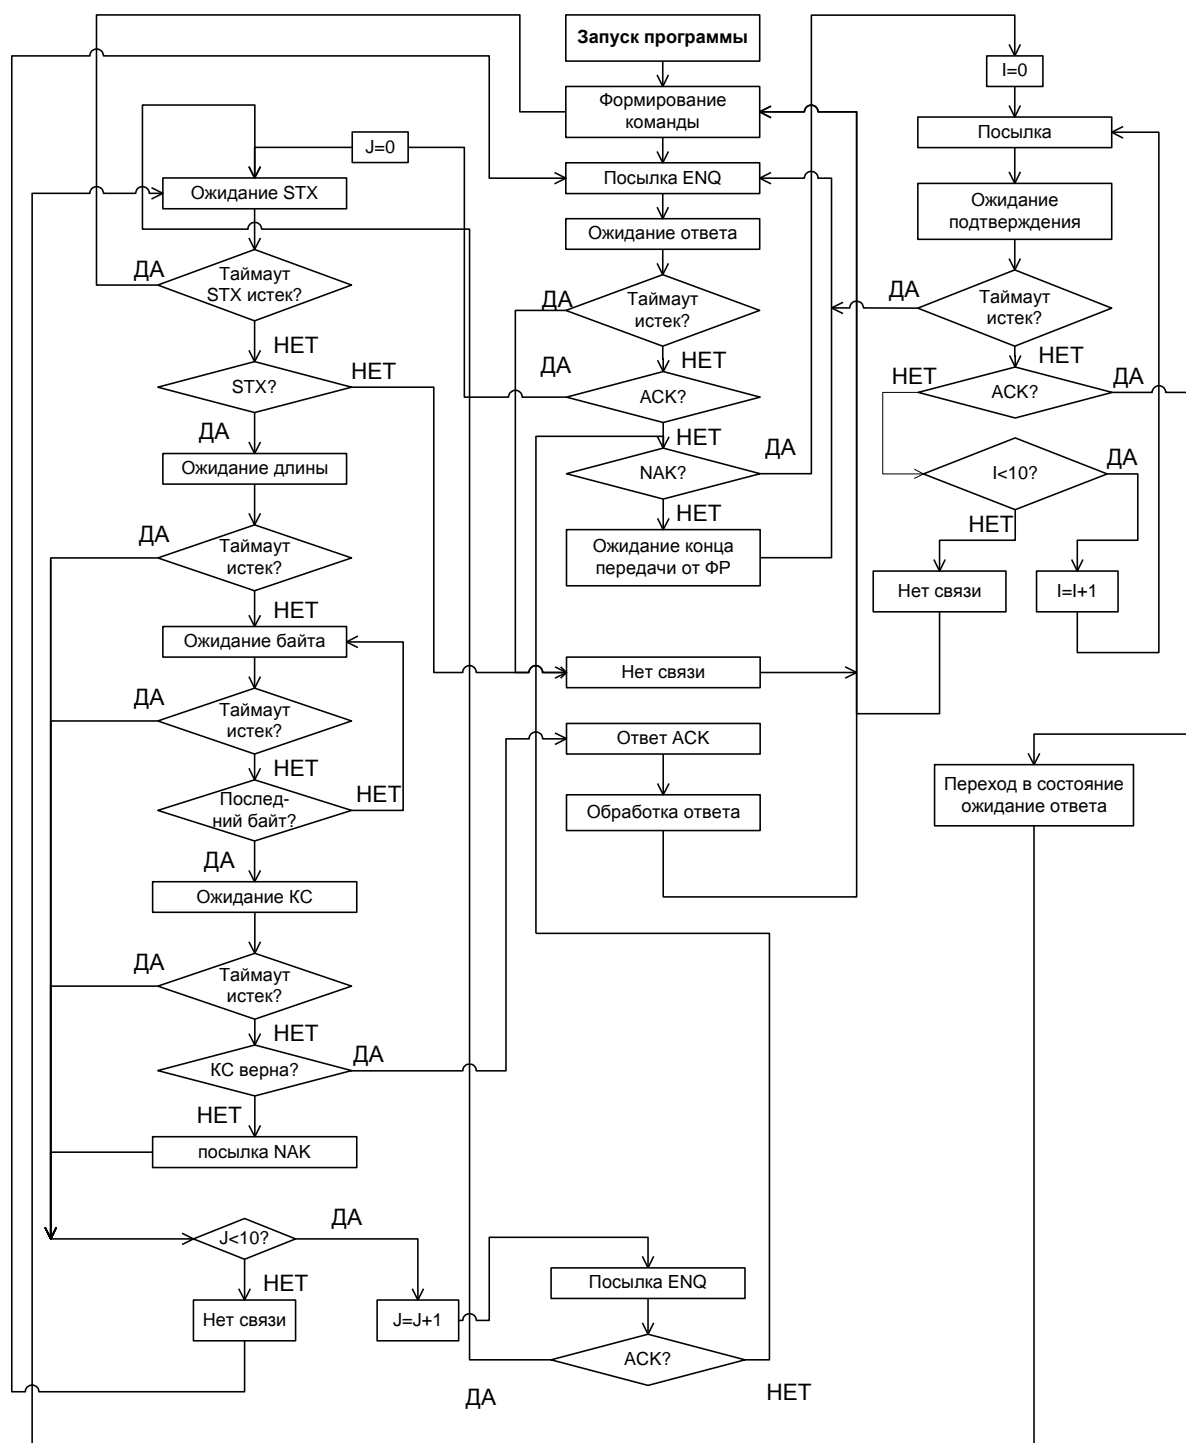 Запуск программы
I=0
Формирование
команды
Посылка
J=0
Посылка ENQ
Ожидание STX
Ожидание
подтверждения
Ожидание ответа
ДА
Таймаут
STX истек?
ДА
Таймаут
истек?
ДА
Таймаут
истек?
НЕТ
НЕТ
НЕТ
STX?
НЕТ
ДА
ACK?
НЕТ
ACK?
ДА
ДА
НЕТ
ДА
Ожидание длины
NAK?
I<10?
ДА
НЕТ
НЕТ
ДА
Таймаут
истек?
Ожидание конца
передачи от ФР
Нет связи
I=I+1
НЕТ
Ожидание байта
Нет связи
ДА
Таймаут
истек?
Ответ ACK
НЕТ
Послед-
ний байт?
НЕТ
Обработка ответа
Переход в состояние
ожидание ответа
ДА
Ожидание КС
ДА
Таймаут
истек?
НЕТ
КС верна?
ДА
НЕТ
посылка NAK
J<10?
ДА
НЕТ
Посылка ENQ
Нет связи
J=J+1
ACK?
ДА
НЕТ